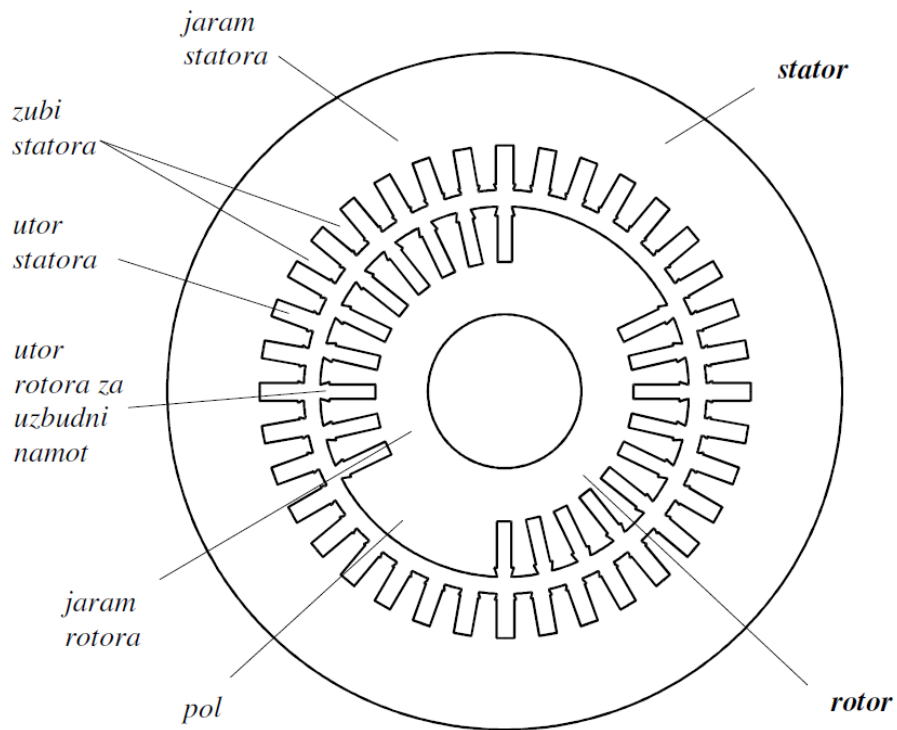 jaram
statora
stator
zubi
statora
utor
statora
utor
rotora za
uzbudni
namot
jaram
rotora
pol
rotor